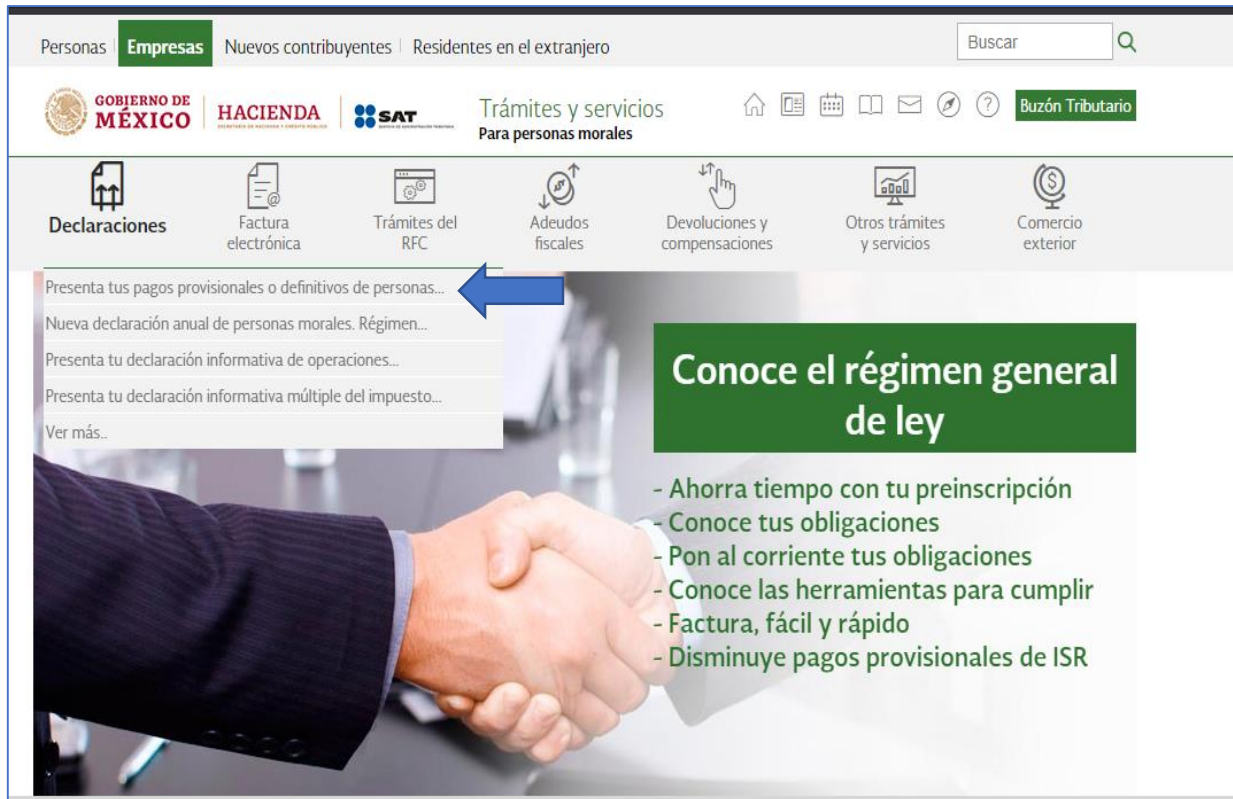 Personas Empresas Nuevos contribuyentes Residentes en el extranjero Buscar
GOBIERNO DE
MÉXICO
HACIENDA
SAT
Trámites y servicios
Para personas morales
Buzón Tributario
Declaraciones
Factura
electrónica
Trámites del
RFC
Adeudos
fiscales
Devoluciones y
compensaciones
Otros trámites
y servicios
Comercio
exterior
Presenta tus pagos provisionales o definitivos de personas...
Nueva declaración anual de personas morales. Régimen...
Presenta tu declaración informativa de operaciones...
Presenta tu declaración informativa múltiple del impuesto...
Ver más..
Conoce el régimen general
de ley
- Ahorra tiempo con tu preinscripción
- Conoce tus obligaciones
- Pon al corriente tus obligaciones
- Conoce las herramientas para cumplir
- Factura, fácil y rápido
- Disminuye pagos provisionales de ISR